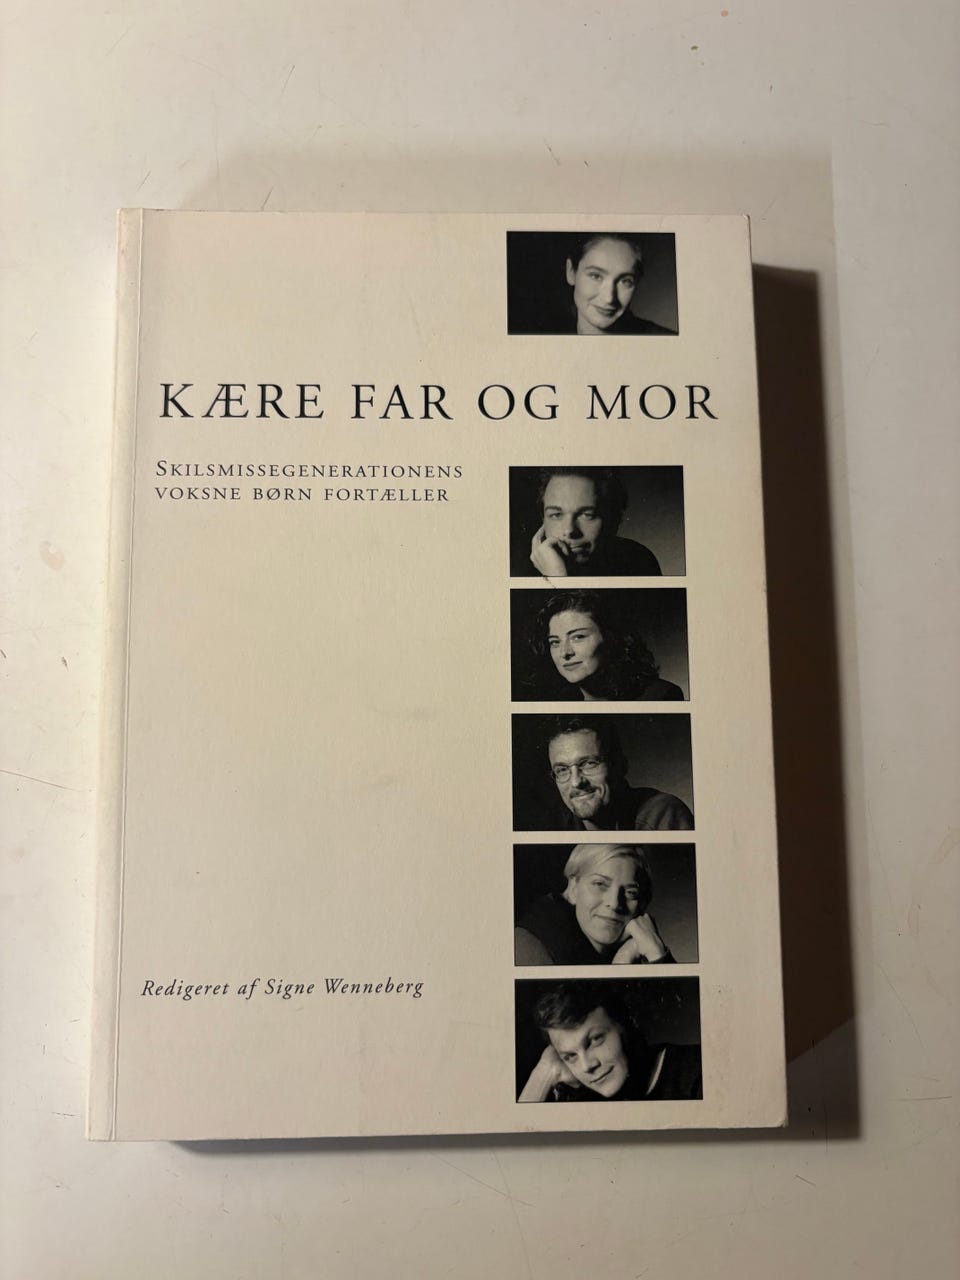 KÆRE FAR OG MOR
SKILSMISSEGENERATIONENS
VOKSNE BØRN FORTÆLLER
Redigeret af Signe Wenneberg